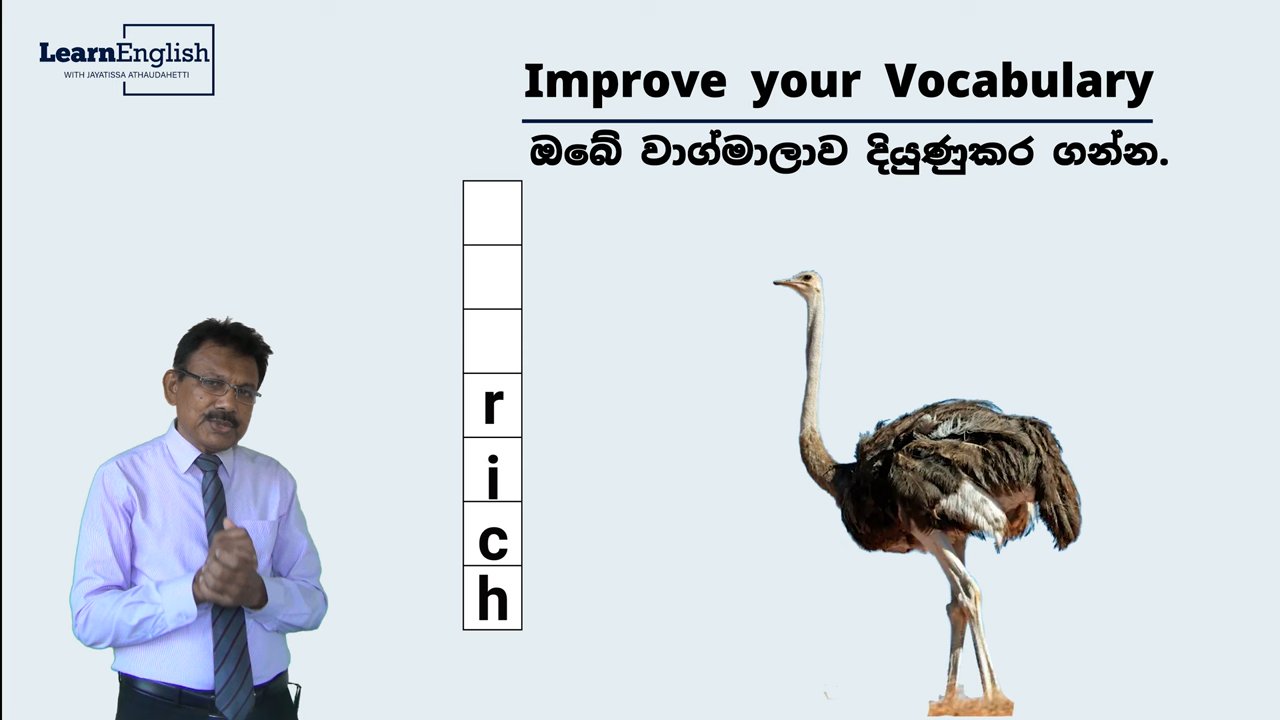 LearnEnglish
WITH JAYATISSA ATHAUDAHETTI
Improve your Vocabulary
ඔබේ වාග්මාලාව දියුණුකර ගන්න.
r
i
c
h